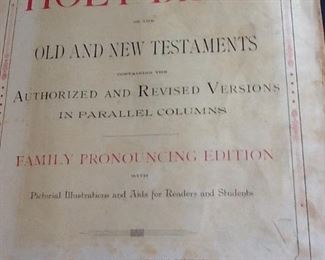 HOLY
OF THE
OLD AND NEW TESTAMENTS
CONTAINING THE
AUTHORIZED AND REVISED VERSIONS
IN PARALLEL COLUMNS
FAMILY PRONOUNCING EDITION
WITH
Pictorial Illustrations and Aids for Readers and Students